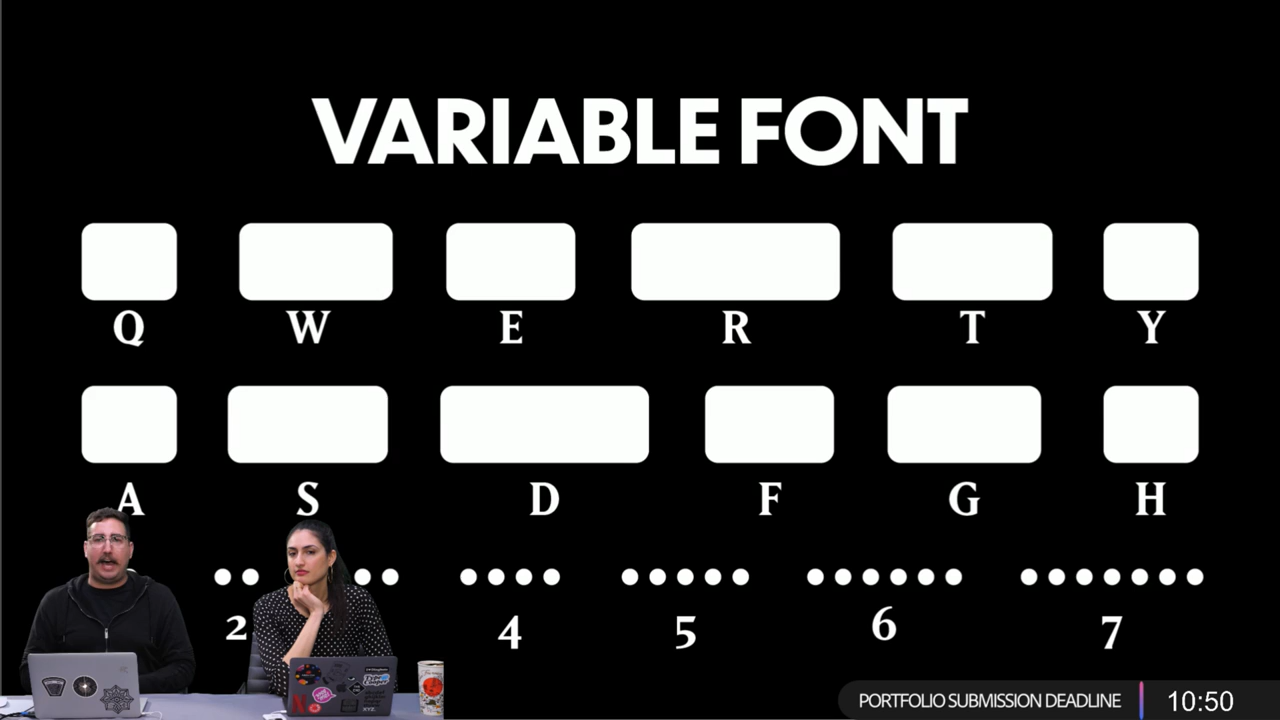 VARIABLE FONT
Q W E R T Y
A S D F G H
2 4 5 6 7
PORTFOLIO SUBMISSION DEADLINE 10:50